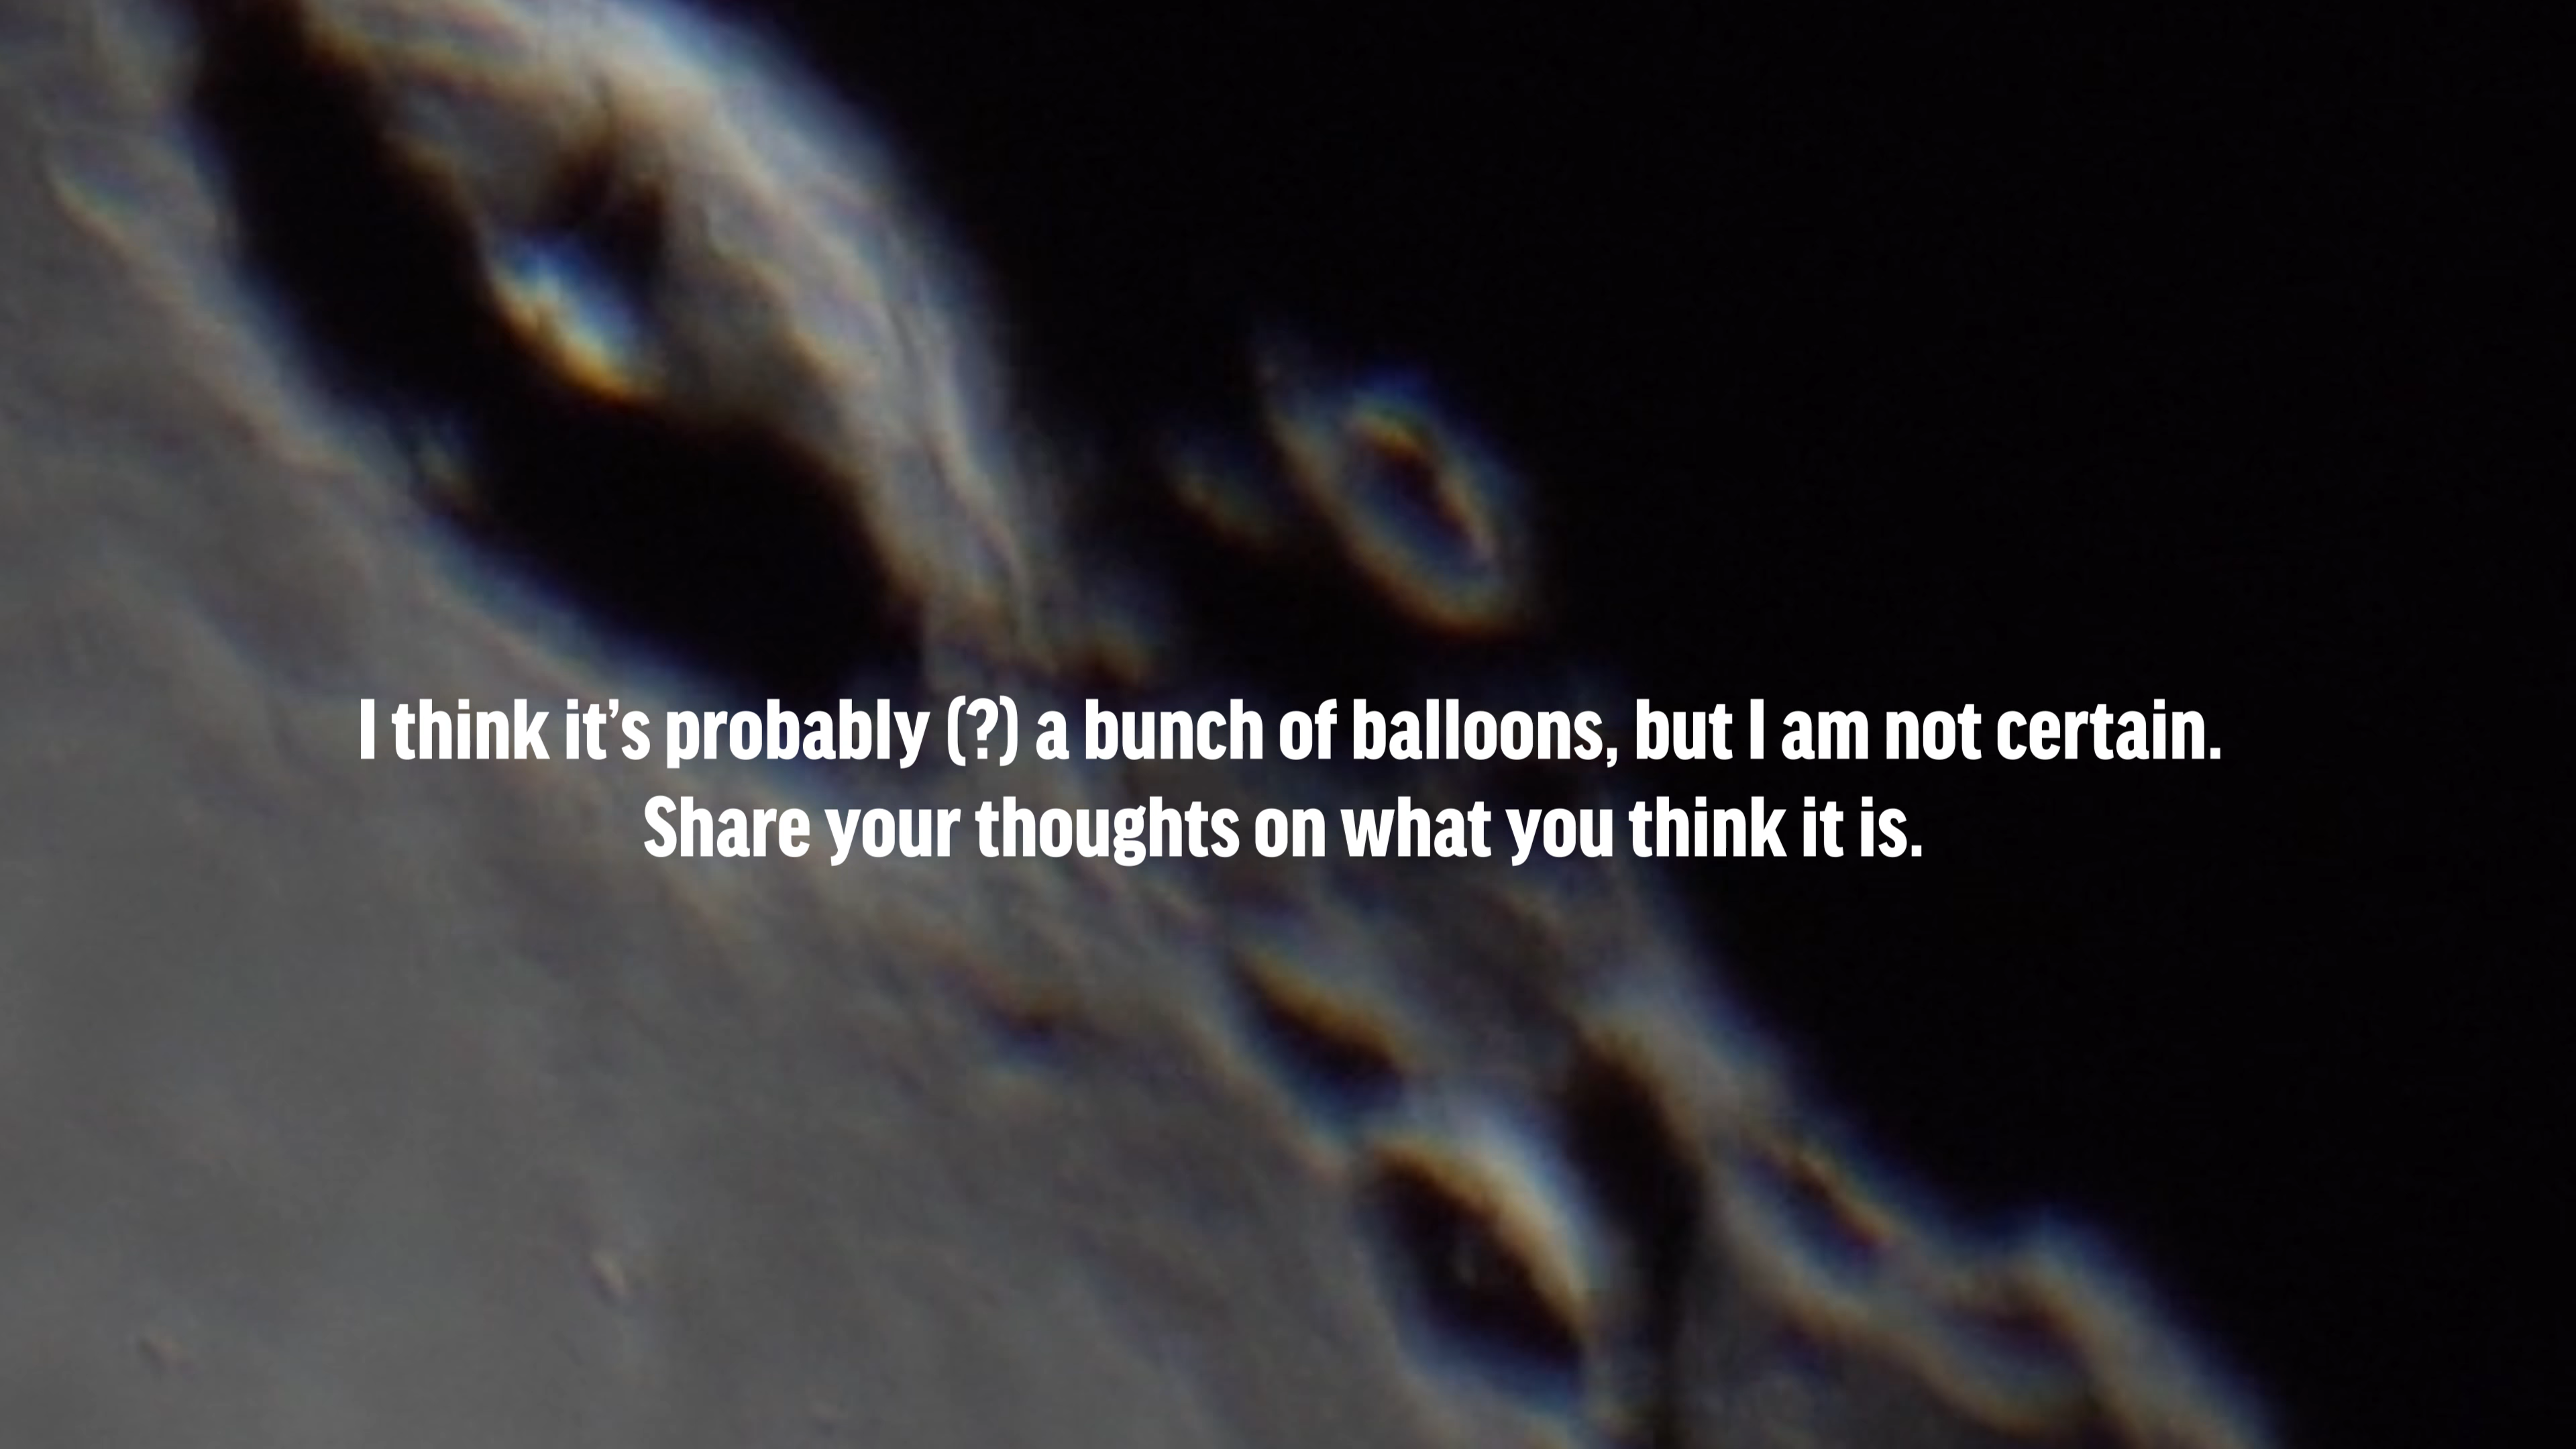 I think it’s probably (?) a bunch of balloons, but I am not certain.
Share your thoughts on what you think it is.